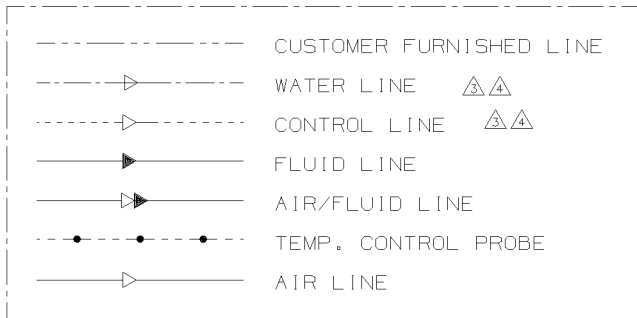 CUSTOMER FURNISHED LINE
WATER LINE 3 4
CONTROL LINE 3 4
FLUID LINE
AIR/FLUID LINE
TEMP. CONTROL PROBE
AIR LINE